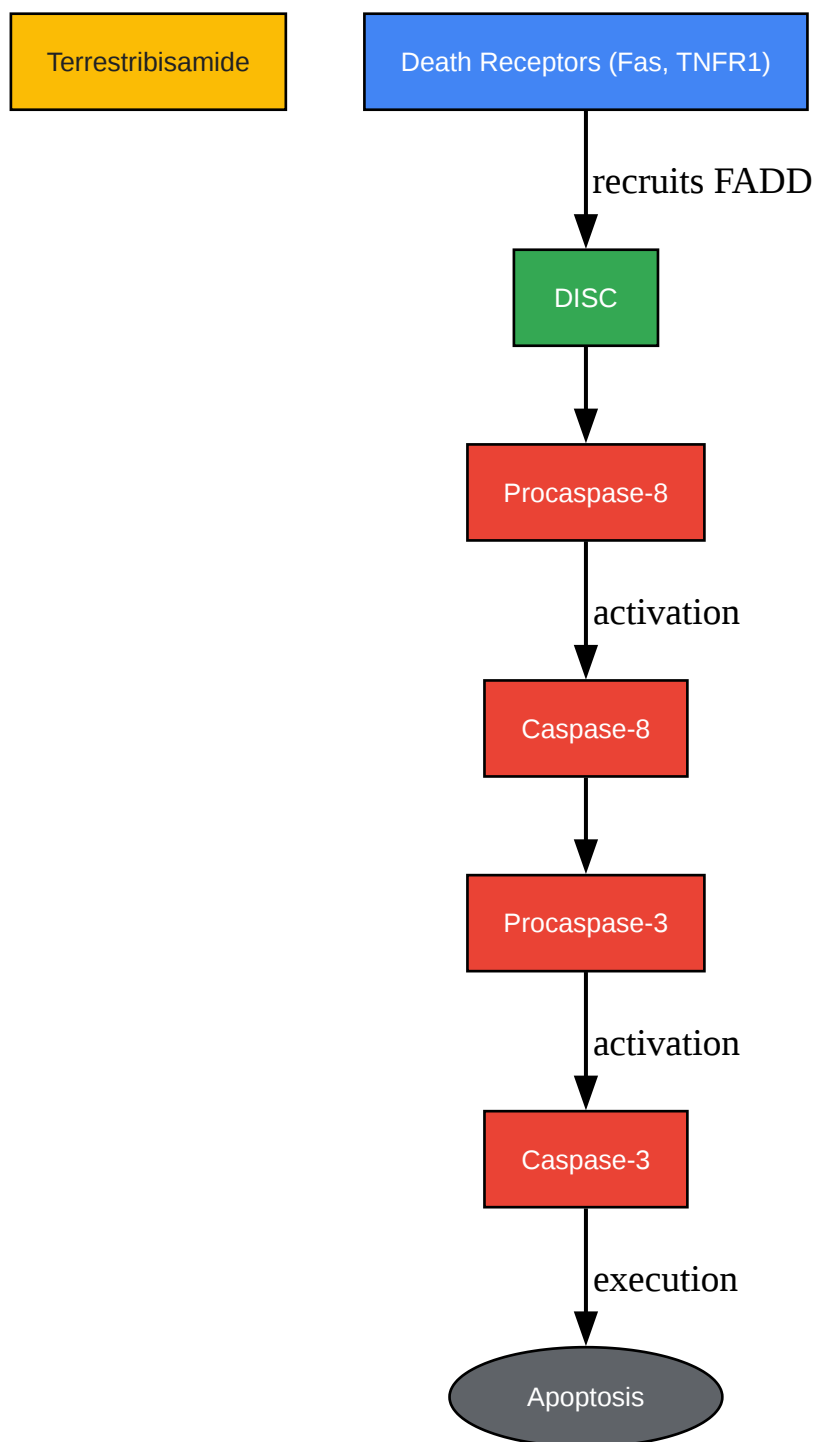 Terrestribisamide
Death Receptors (Fas, TNFR1)
recruits FADD
DISC
Procaspase-8
activation
Caspase-8
Procaspase-3
activation
Caspase-3
execution
Apoptosis